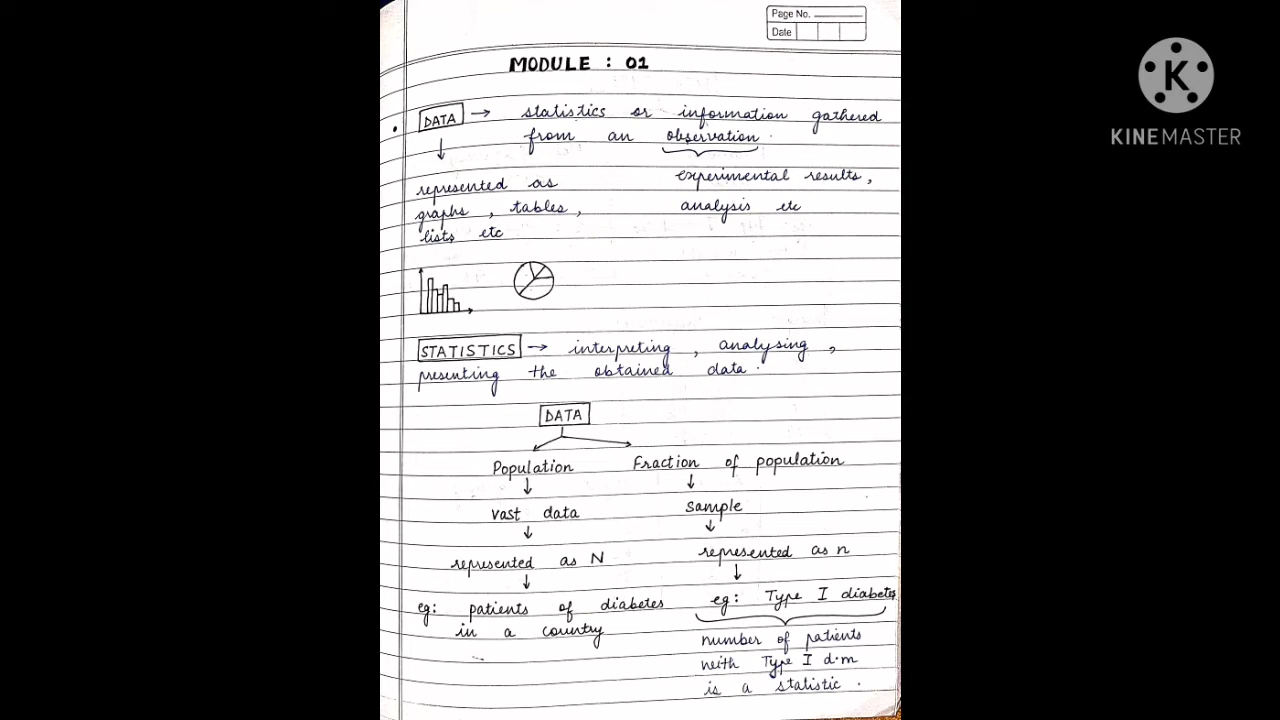 Page No.
Date
MODULE : 01
KINEMASTER
DATA → statistics or information gathered
from an observation.
represented as
graphs, tables,
lists etc
experimental results,
analysis etc
STATISTICS → interpreting, analysing,
presenting the obtained data.
DATA
Population
Fraction of population
↓
↓
vast data
sample
↓
↓
represented as N
represented as n
↓
↓
eg: patients of diabetes
in a country
eg: Type I diabetes
number of patients
with Type I d.m
is a statistic.